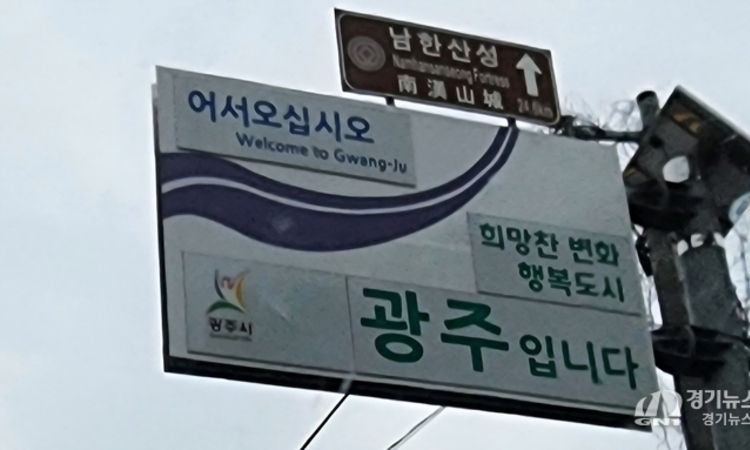 남한산성
Namhansanseong Fortress
南漢山城 24.6km
어서오십시오
Welcome to Gwang-Ju
희망찬 변화
행복도시
광주시
광주입니다
경기뉴스
경기뉴스